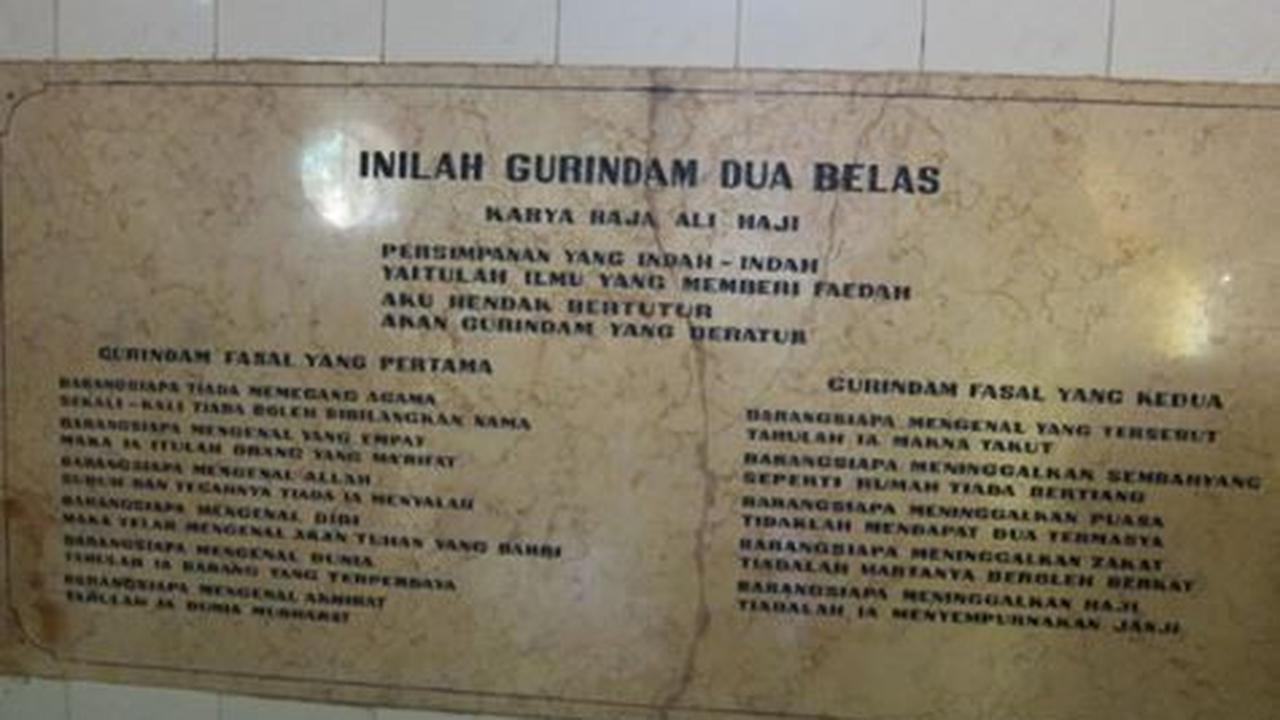 INILAH GURINDAM DUA BELAS
KARYA RAJA ALI HAJI
PERSIMPANAN YANG INDAH - INDAH
YAITULAH ILMU YANG MEMBERI FAEDAH
AKU HENDAK BERTUTUR
AKAN GURINDAM YANG BERATUR
GURINDAM FASAL YANG PERTAMA
BARANGSIAPA TIADA MEMEGANG AGAMA
SEKALI - KALI TIADA BOLEH DIBILANGKAN NAMA
BARANGSIAPA MENGENAL YANG EMPAT
MAKA IA ITULAH ORANG YANG MA'RIFAT
BARANGSIAPA MENGENAL ALLAH
SURUH DAN TEGAHNYA TIADA IA MENYALAH
BARANGSIAPA MENGENAL DIRI
MAKA TELAH MENGENAL AKAN TUHAN YANG BAHRI
BARANGSIAPA MENGENAL DUNIA
TAHULAH IA BARANG YANG TERPERDAYA
BARANGSIAPA MENGENAL AKHIRAT
TAHULAH IA DUNIA MUDHARAT
GURINDAM FASAL YANG KEDUA
BARANGSIAPA MENGENAL YANG TERSEBUT
TAHULAH IA MAKNA TAKUT
BARANGSIAPA MENINGGALKAN SEMBAHYANG
SEPERTI RUMAH TIADA BERTIANG
BARANGSIAPA MENINGGALKAN PUASA
TIDAKLAH MENDAPAT DUA TERMASYA
BARANGSIAPA MENINGGALKAN ZAKAT
TIADALAH HARTANYA BEROLEH BERKAT
BARANGSIAPA MENINGGALKAN HAJI
TIADALAH IA MENYEMPURNAKAN JANJI